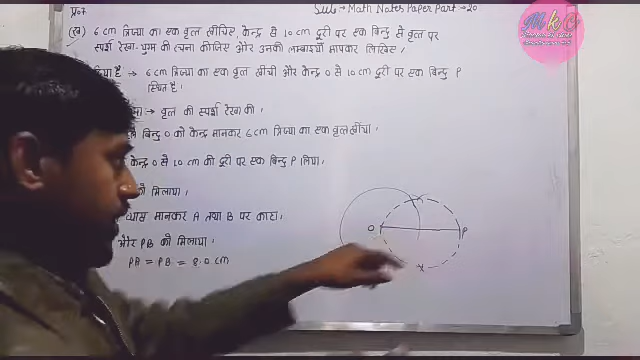 Sub → Math Notes Paper Part → 20
प्र०7
(ख) 6 cm त्रिज्या का एक वृत्त खींचिए, केन्द्र से 10 cm दूरी पर एक बिन्दु से वृत्त पर
स्पर्श रेखा युग्म की रचना कीजिए और उनकी लम्बाइयाँ मापकर लिखिए,
दिया है → 6 cm त्रिज्या का एक वृत्त खींची और केन्द्र O से 10 cm दूरी पर एक बिन्दु P
स्थित है।
→ वृत्त की स्पर्श रेखा की।
बिन्दु O को केन्द्र मानकर 6 cm त्रिज्या का एक वृत्त खींचा।
केन्द्र O से 10 cm की दूरी पर एक बिन्दु P लिया।
को मिलाया।
व्यास मानकर A तथा B पर काटा।
और PB को मिलाया।
PA = PB = 8.0 cm
O P
MKC